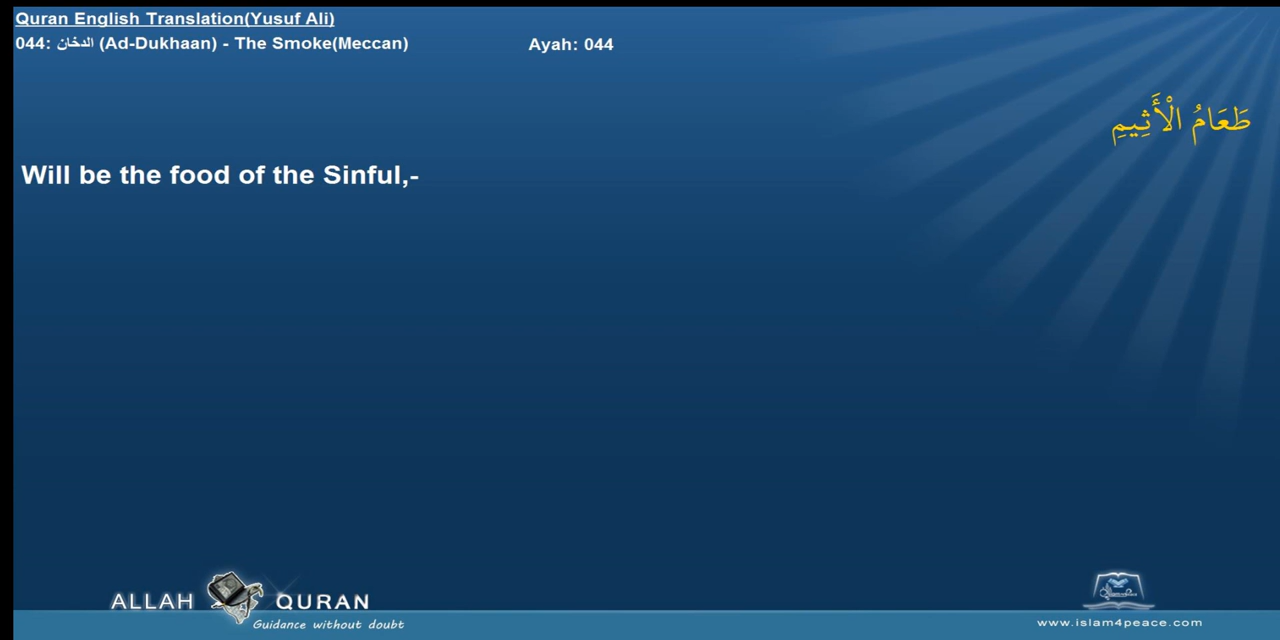 Quran English Translation(Yusuf Ali)
044: الدخان (Ad-Dukhaan) - The Smoke(Meccan) Ayah: 044
طَعَامُ الْأَثِيمِ
Will be the food of the Sinful,-
ALLAH QURAN
Guidance without doubt
www.islam4peace.com